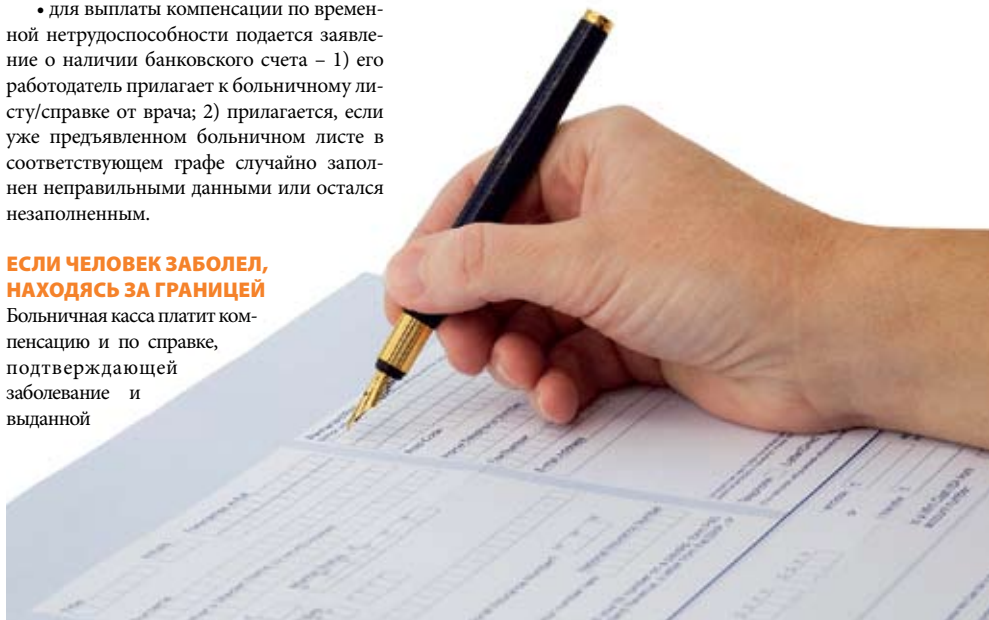 • для выплаты компенсации по времен-
ной нетрудоспособности подается заявле-
ние о наличии банковского счета – 1) его
работодатель прилагает к больничному ли-
сту/справке от врача; 2) прилагается, если
уже предъявленном больничном листе в
соответствующем графе случайно запол-
нен неправильными данными или остался
незаполненным.
ЕСЛИ ЧЕЛОВЕК ЗАБОЛЕЛ,
НАХОДЯСЬ ЗА ГРАНИЦЕЙ
Больничная касса платит ком-
пенсацию и по справке,
подтверждающей
заболевание и
выданной